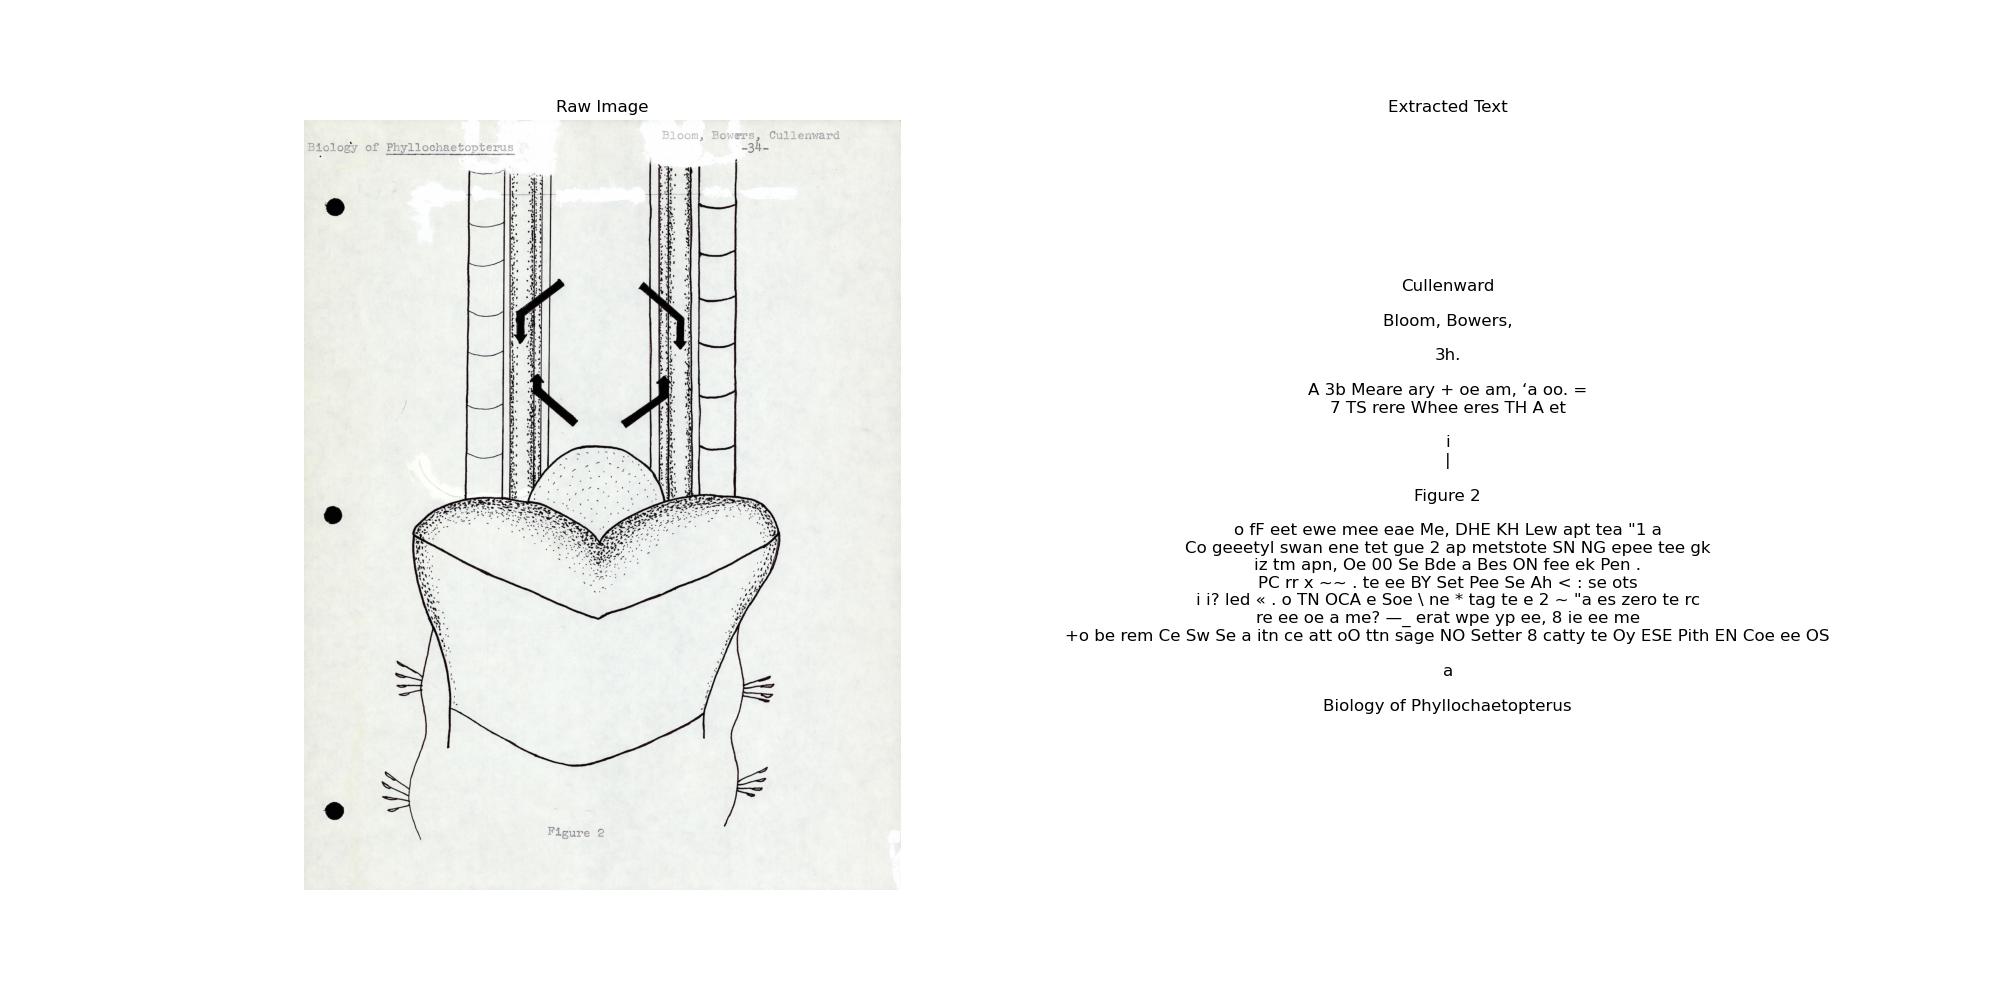 Raw Image
Bloom, Bowers, Cullenward
Biology of Phyllochaetopterus
-34-
Figure 2
Extracted Text
Cullenward
Bloom, Bowers,
3h.
A 3b Meare ary + oe am, ‘a oo. =
7 TS rere Whee eres TH A et
i
|
Figure 2
o fF eet ewe mee eae Me, DHE KH Lew apt tea "1 a
Co geeetyl swan ene tet gue 2 ap metstote SN NG epee tee gk
iz tm apn, Oe 00 Se Bde a Bes ON fee ek Pen .
PC rr x ~~ . te ee BY Set Pee Se Ah < : se ots
i i? led « . o TN OCA e Soe \ ne * tag te e 2 ~ "a es zero te rc
re ee oe a me? —_ erat wpe yp ee, 8 ie ee me
+o be rem Ce Sw Se a itn ce att oO ttn sage NO Setter 8 catty te Oy ESE Pith EN Coe ee OS
a
Biology of Phyllochaetopterus